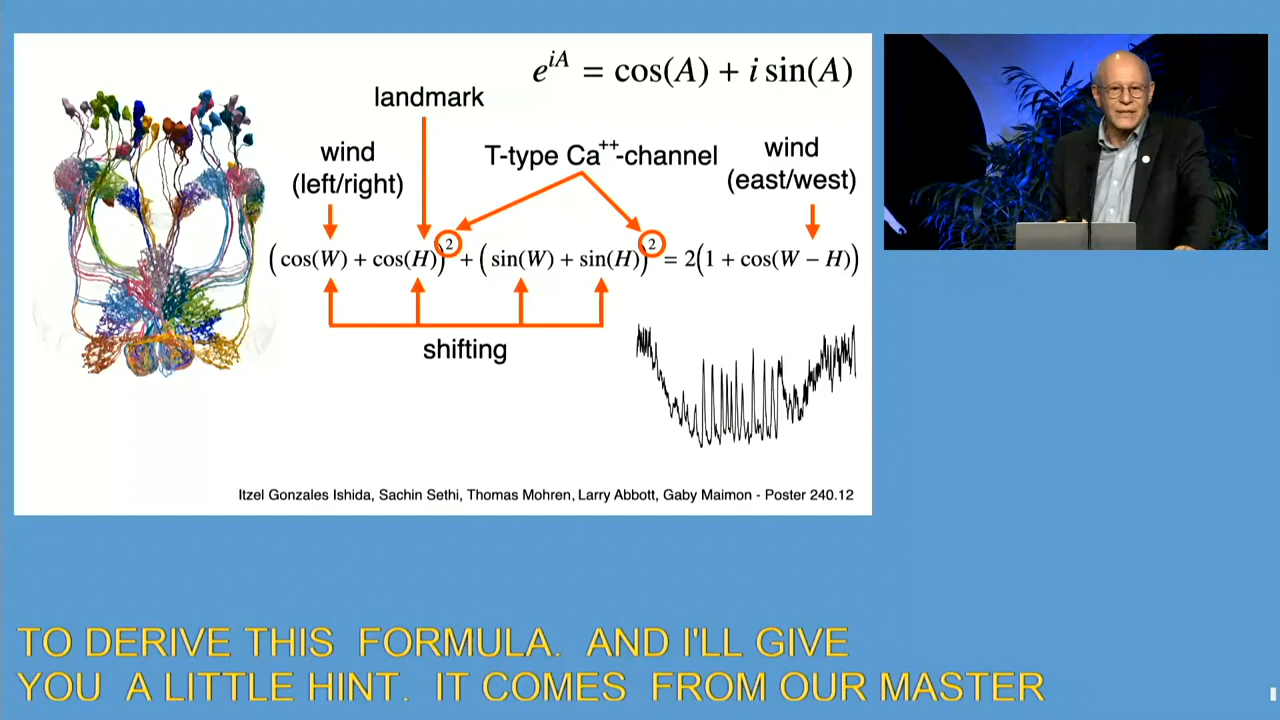 e^{iA} = cos(A) + i sin(A)
landmark
wind
(left/right)
T-type Ca⁺⁺-channel
wind
(east/west)
(cos(W) + cos(H))² + (sin(W) + sin(H))² = 2(1 + cos(W − H))
shifting
Itzel Gonzales Ishida, Sachin Sethi, Thomas Mohren, Larry Abbott, Gaby Maimon - Poster 240.12
TO DERIVE THIS FORMULA. AND I'LL GIVE
YOU A LITTLE HINT. IT COMES FROM OUR MASTER